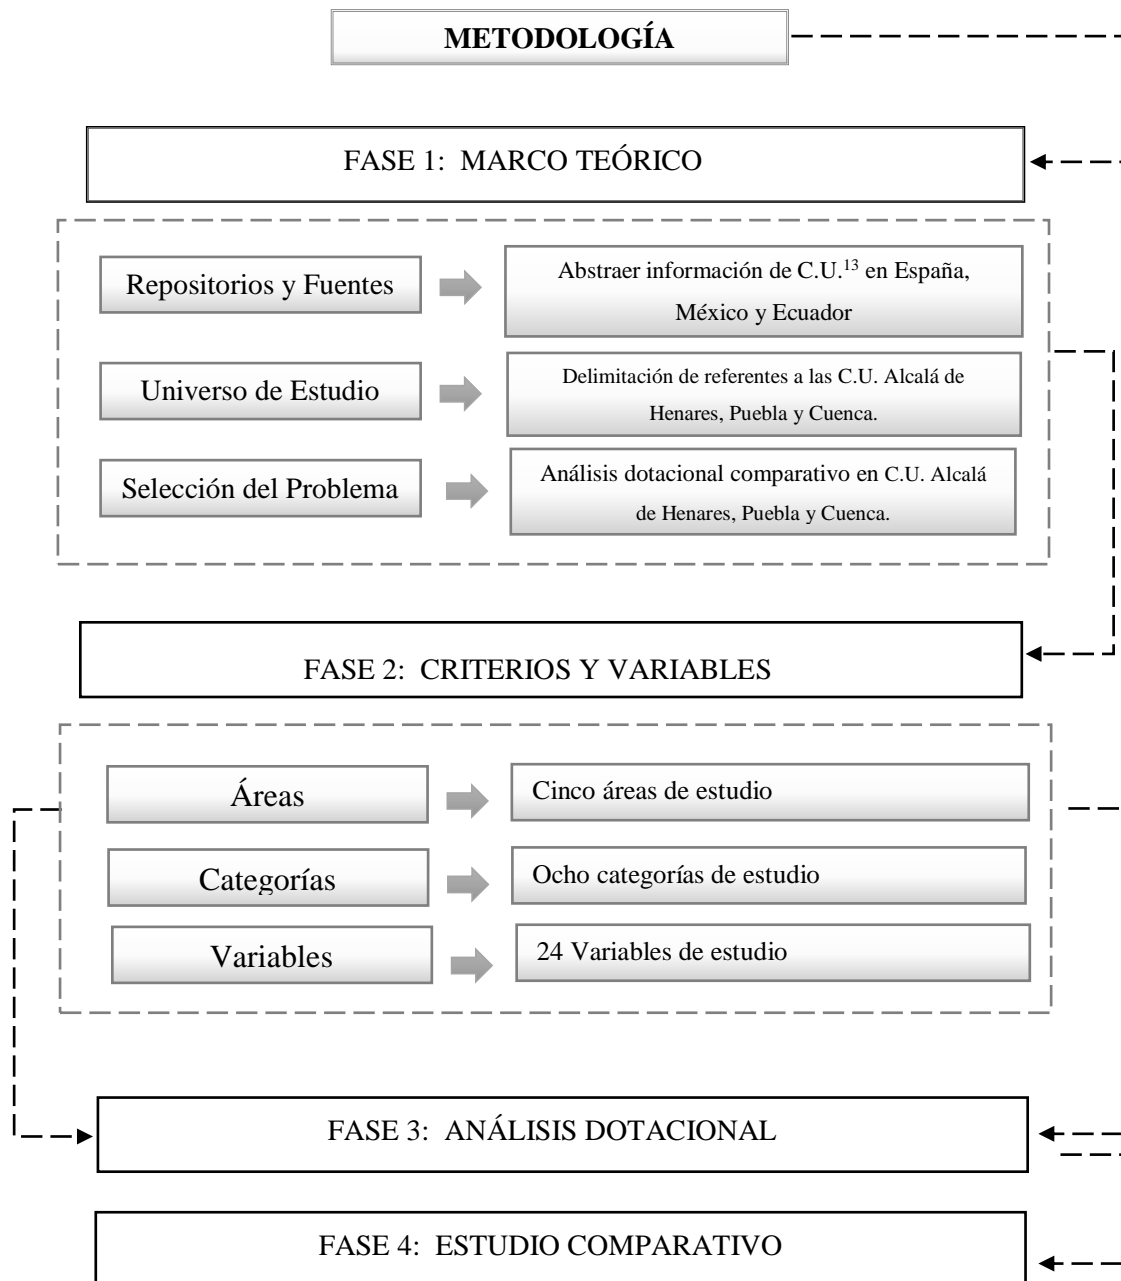 METODOLOGÍA
FASE 1: MARCO TEÓRICO
Repositorios y Fuentes
Abstraer información de C.U.¹³ en España,
México y Ecuador
Universo de Estudio
Delimitación de referentes a las C.U. Alcalá de
Henares, Puebla y Cuenca.
Selección del Problema
Análisis dotacional comparativo en C.U. Alcalá
de Henares, Puebla y Cuenca.
FASE 2: CRITERIOS Y VARIABLES
Áreas
Cinco áreas de estudio
Categorías
Ocho categorías de estudio
Variables
24 Variables de estudio
FASE 3: ANÁLISIS DOTACIONAL
FASE 4: ESTUDIO COMPARATIVO